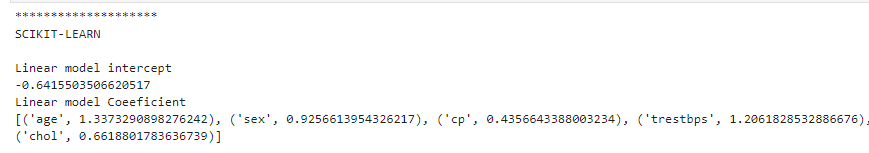 ********************
SCIKIT-LEARN
Linear model intercept
-0.6415503506620517
Linear model Coeeficient
[('age', 1.3373290898276242), ('sex', 0.9256613954326217), ('cp', 0.4356643388003234), ('trestbps', 1.2061828532886676),
('chol', 0.6618801783636739)]